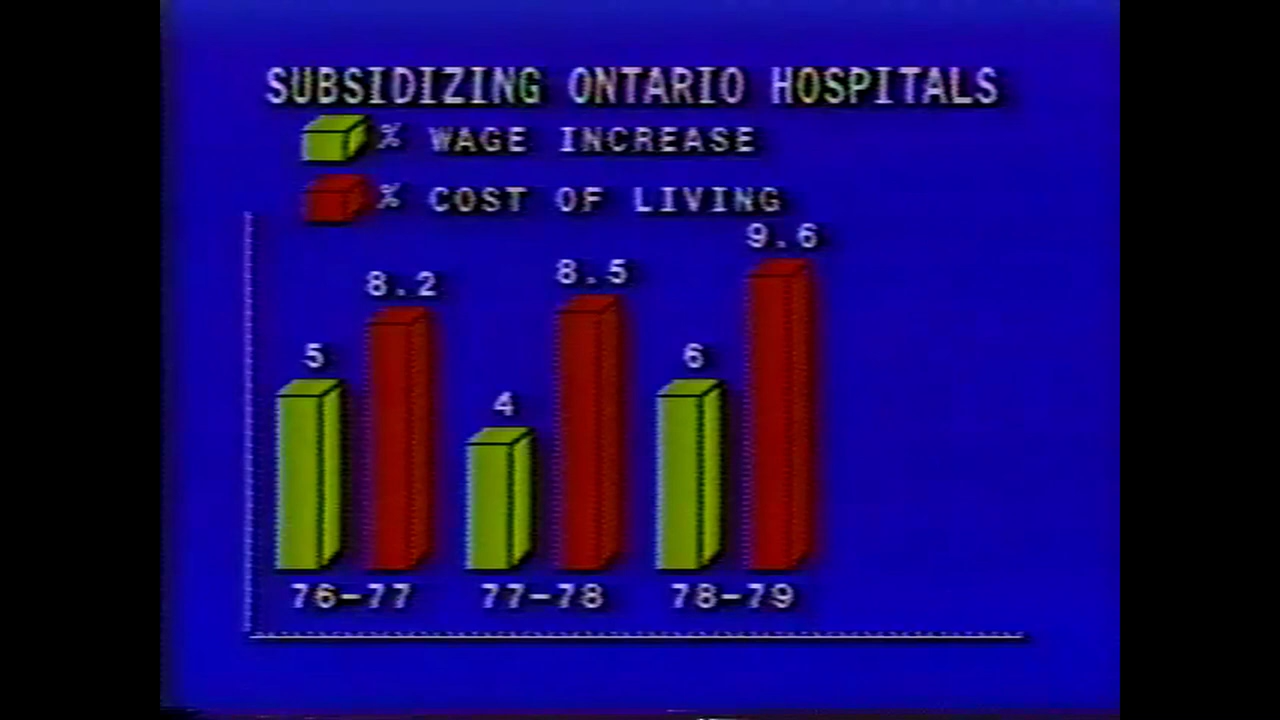 SUBSIDIZING ONTARIO HOSPITALS
% WAGE INCREASE
% COST OF LIVING
5 8.2 4 8.5 6 9.6
76-77 77-78 78-79